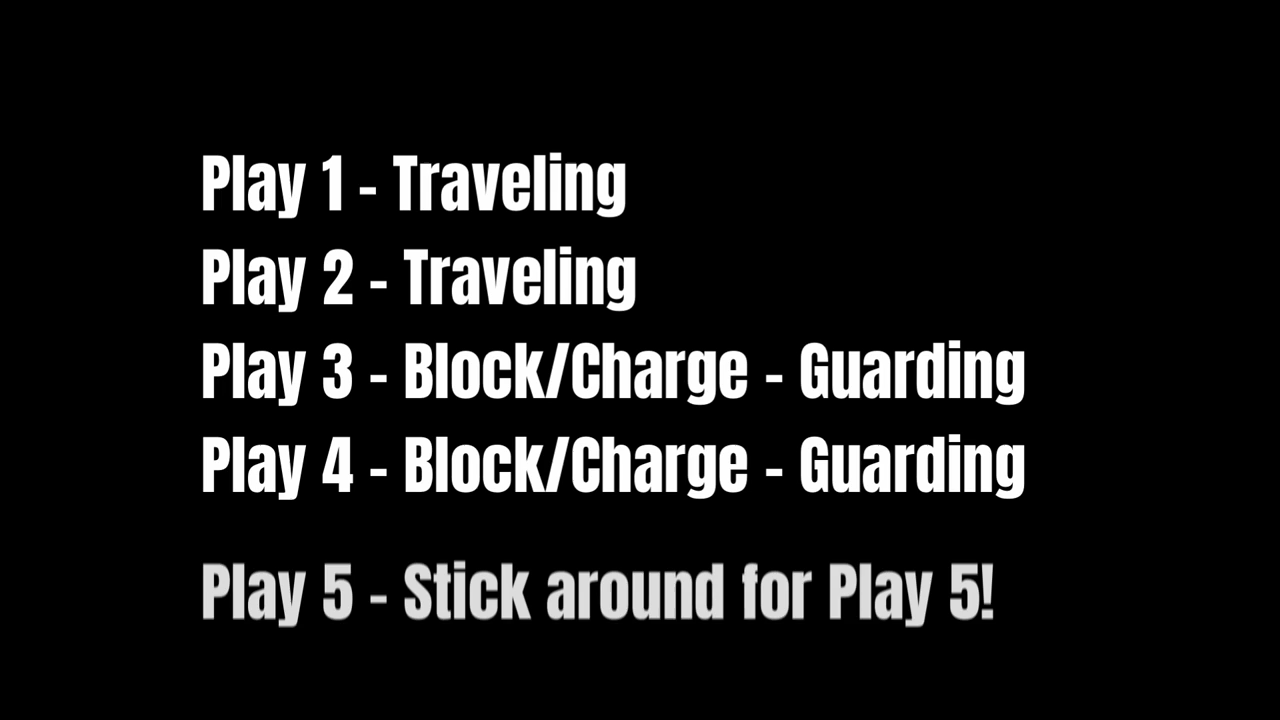 Play 1 - Traveling
Play 2 - Traveling
Play 3 - Block/Charge - Guarding
Play 4 - Block/Charge - Guarding
Play 5 - Stick around for Play 5!